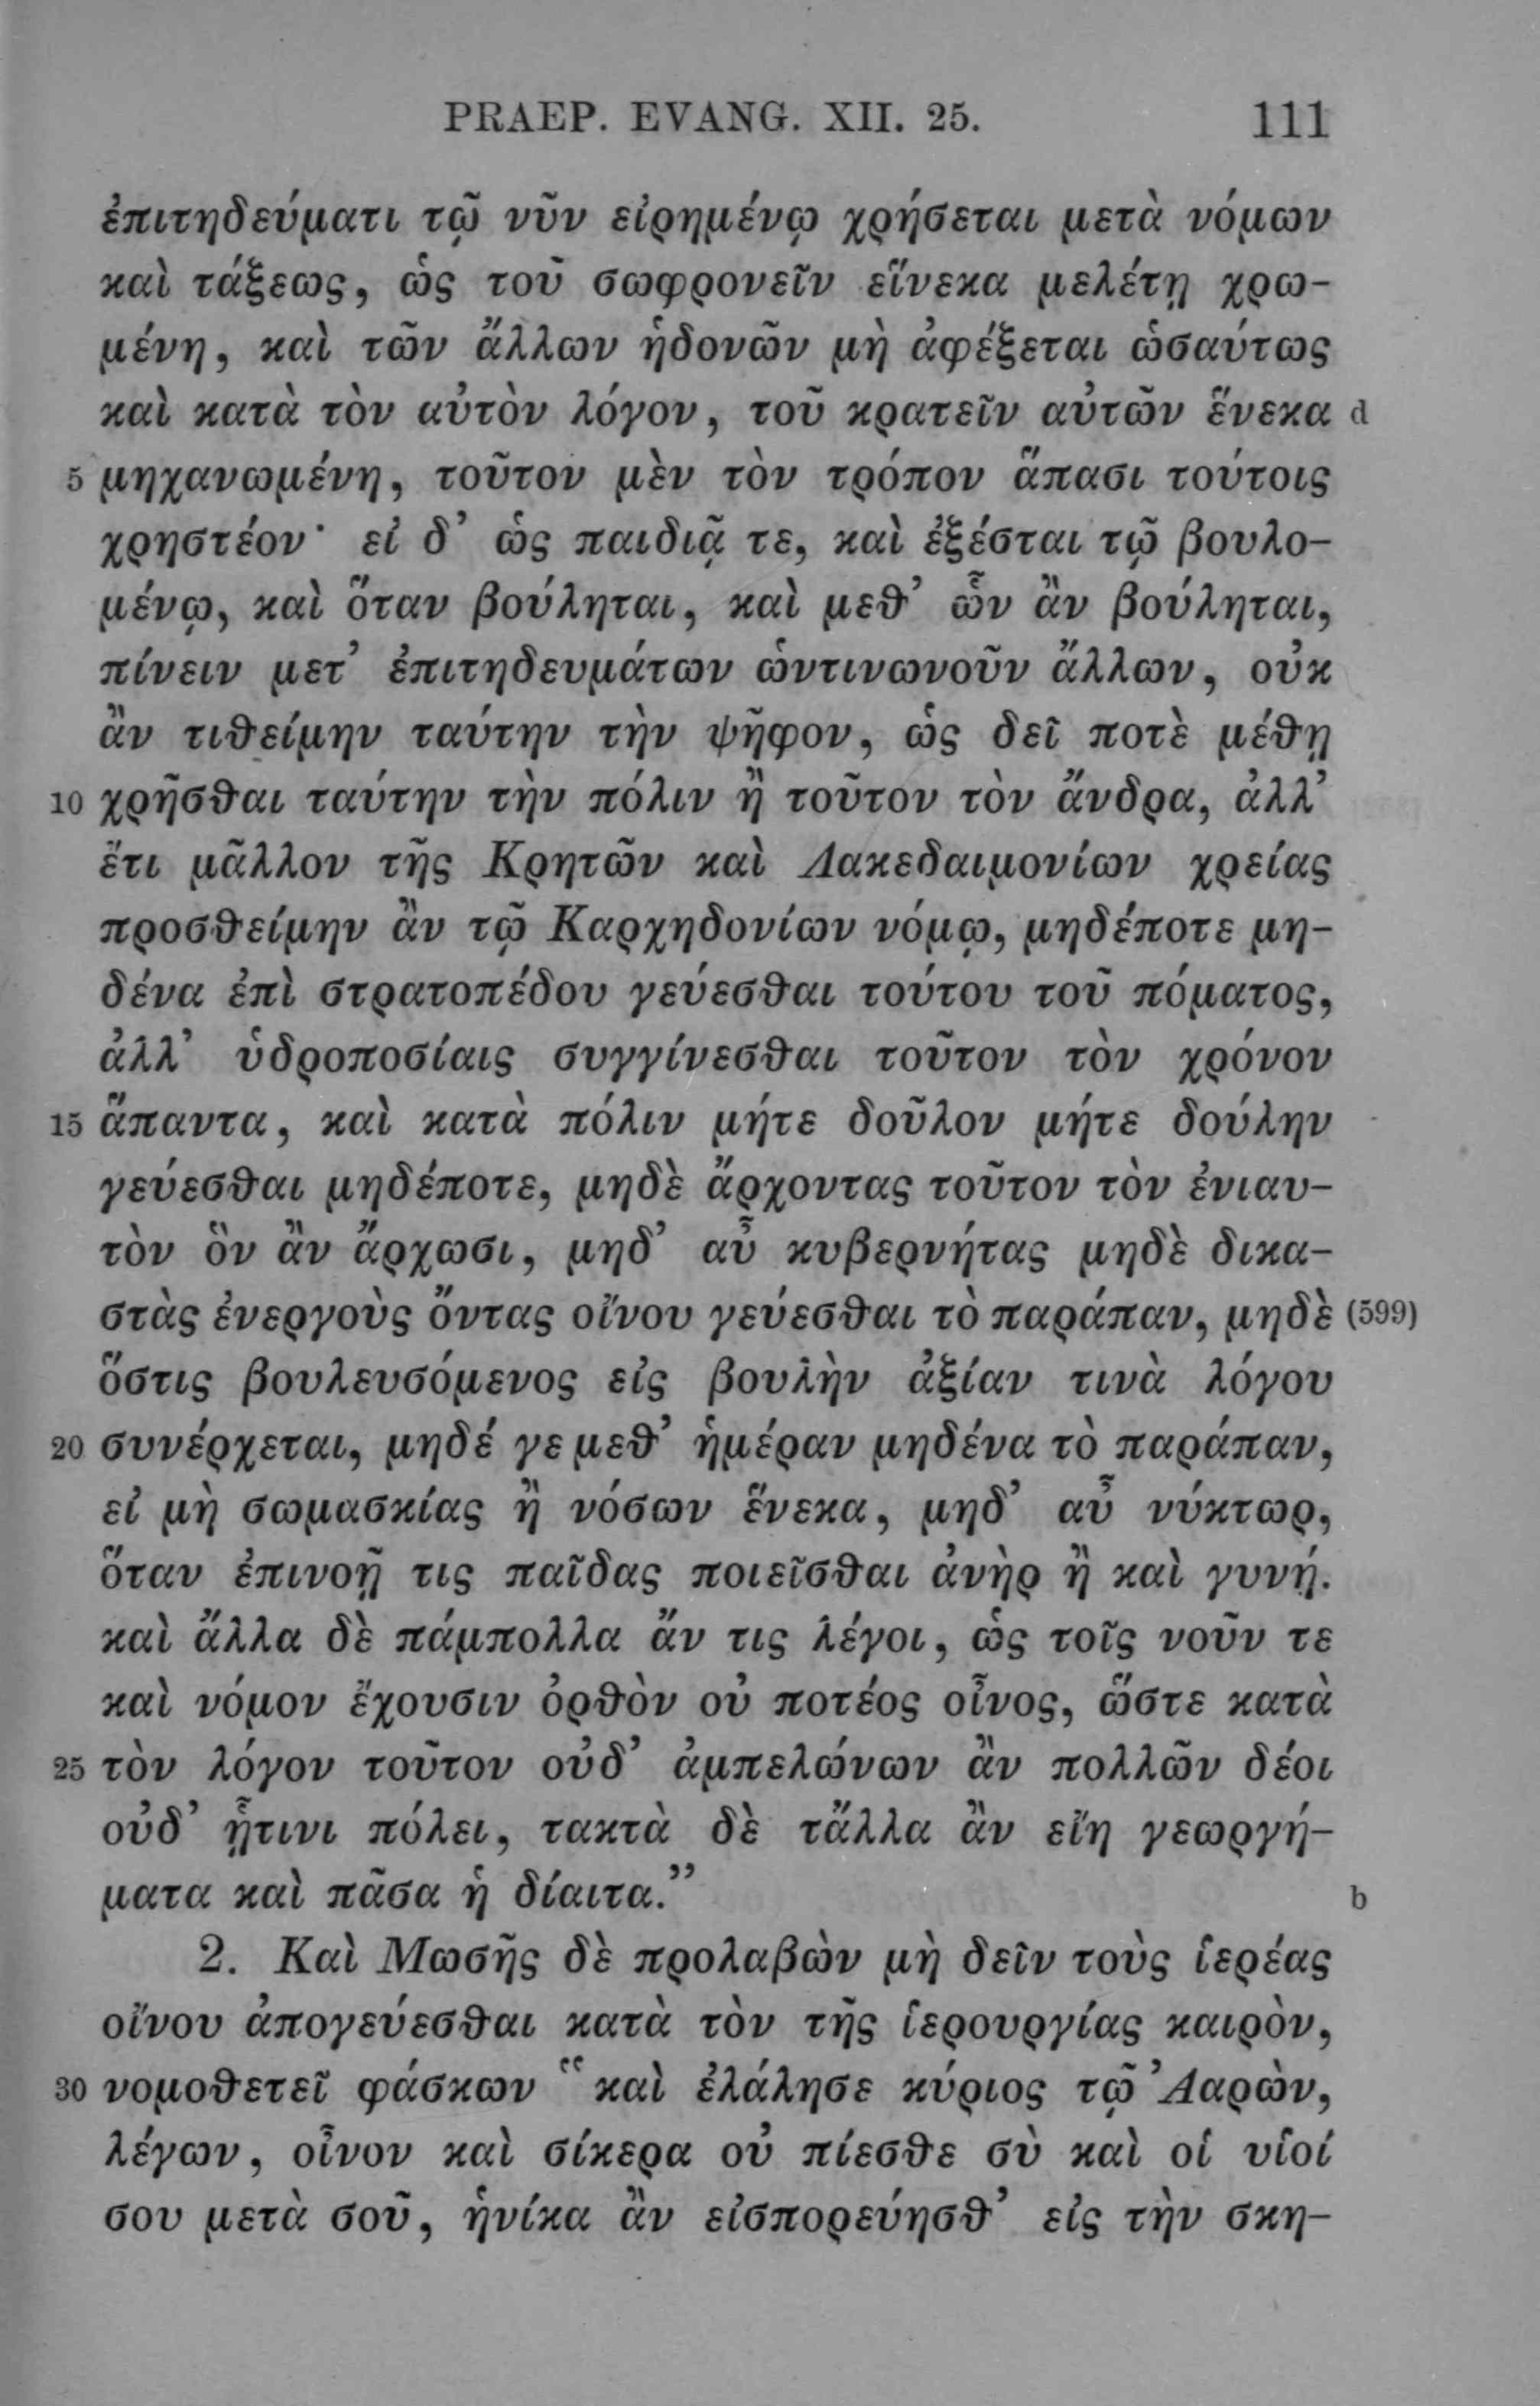 PRAEP. EVANG. XII. 25. 111
ἐπιτηδεύματι τῷ νῦν εἰρημένῳ χρήσεται μετὰ νόμων
καὶ τάξεως, ὡς τοῦ σωφρονεῖν εἵνεκα μελέτῃ χρω-
μένη, καὶ τῶν ἄλλων ἡδονῶν μὴ ἀφέξεται ὡσαύτως
καὶ κατὰ τὸν αὐτὸν λόγον, τοῦ κρατεῖν αὐτῶν ἕνεκα d
5 μηχανωμένη, τοῦτον μὲν τὸν τρόπον ἅπασι τούτοις
χρηστέον· εἰ δ’ ὡς παιδιᾷ τε, καὶ ἐξέσται τῷ βουλο-
μένῳ, καὶ ὅταν βούληται, καὶ μεθ’ ὧν ἂν βούληται,
πίνειν μετ’ ἐπιτηδευμάτων ὡντινωνοῦν ἄλλων, οὐκ
ἂν τιθείμην ταύτην τὴν ψῆφον, ὡς δεῖ ποτὲ μέθῃ
10 χρῆσθαι ταύτην τὴν πόλιν ἢ τοῦτον τὸν ἄνδρα, ἀλλ’
ἔτι μᾶλλον τῆς Κρητῶν καὶ Λακεδαιμονίων χρείας
προσθείμην ἂν τῷ Καρχηδονίων νόμῳ, μηδέποτε μη-
δένα ἐπὶ στρατοπέδου γεύεσθαι τούτου τοῦ πόματος,
ἀλλ’ ὑδροποσίαις συγγίνεσθαι τοῦτον τὸν χρόνον
15 ἅπαντα, καὶ κατὰ πόλιν μήτε δοῦλον μήτε δούλην
γεύεσθαι μηδέποτε, μηδὲ ἄρχοντας τοῦτον τὸν ἐνιαυ-
τὸν ὃν ἂν ἄρχωσι, μηδ’ αὖ κυβερνήτας μηδὲ δικα-
στὰς ἐνεργοὺς ὄντας οἴνου γεύεσθαι τὸ παράπαν, μηδὲ (599)
ὅστις βουλευσόμενος εἰς βουλὴν ἀξίαν τινὰ λόγου
20 συνέρχεται, μηδέ γε μεθ’ ἡμέραν μηδένα τὸ παράπαν,
εἰ μὴ σωμασκίας ἢ νόσων ἕνεκα, μηδ’ αὖ νύκτωρ,
ὅταν ἐπινοῇ τις παῖδας ποιεῖσθαι ἀνὴρ ἢ καὶ γυνή.
καὶ ἄλλα δὲ πάμπολλα ἄν τις λέγοι, ὡς τοῖς νοῦν τε
καὶ νόμον ἔχουσιν ὀρθὸν οὐ ποτέος οἶνος, ὥστε κατὰ
25 τὸν λόγον τοῦτον οὐδ’ ἀμπελώνων ἂν πολλῶν δέοι
οὐδ’ ᾗτινι πόλει, τακτὰ δὲ τἄλλα ἂν εἴη γεωργή-
ματα καὶ πᾶσα ἡ δίαιτα.” b
2. Καὶ Μωσῆς δὲ προλαβὼν μὴ δεῖν τοὺς ἱερέας
οἴνου ἀπογεύεσθαι κατὰ τὸν τῆς ἱερουργίας καιρὸν,
30 νομοθετεῖ φάσκων “καὶ ἐλάλησε κύριος τῷ Ἀαρὼν,
λέγων, οἶνον καὶ σίκερα οὐ πίεσθε σὺ καὶ οἱ υἱοί
σου μετὰ σοῦ, ἡνίκα ἂν εἰσπορεύησθ’ εἰς τὴν σκη-